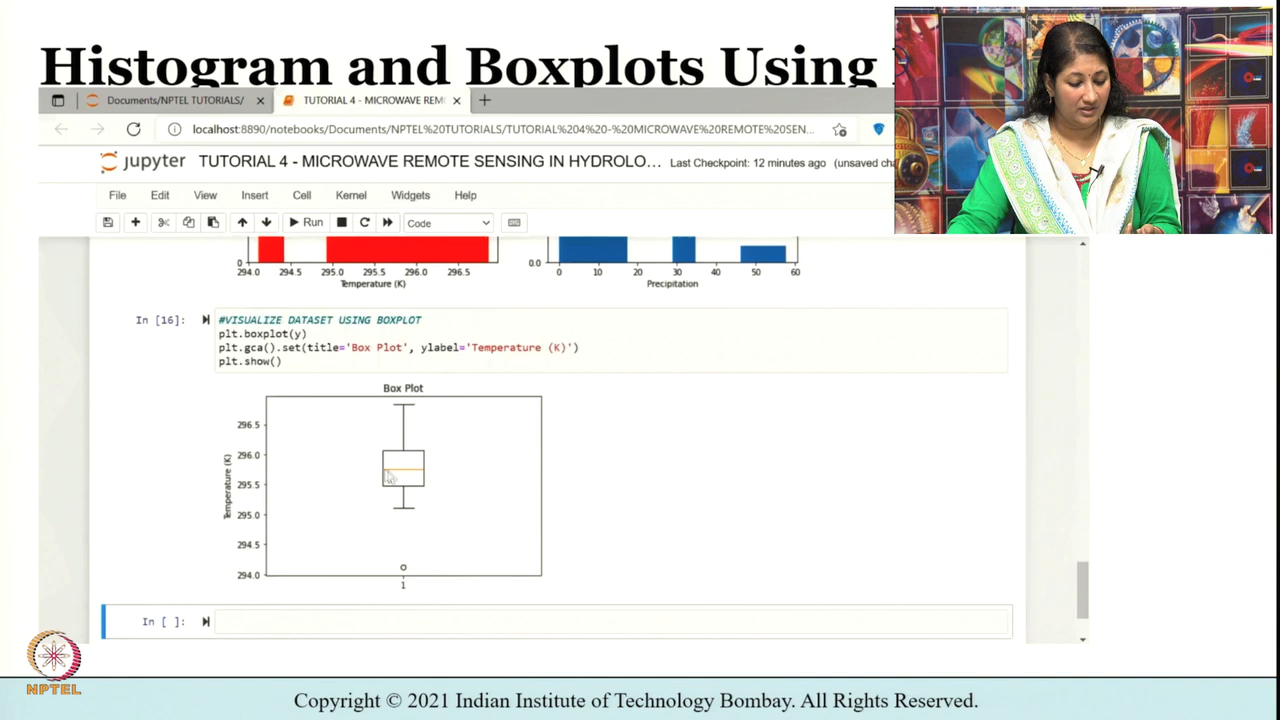 Histogram and Boxplots Using
Documents/NPTEL TUTORIALS/
TUTORIAL 4 - MICROWAVE REM
localhost:8890/notebooks/Documents/NPTEL%20TUTORIALS/TUTORIAL%204%20-%20MICROWAVE%20REMOTE%20SEN...
jupyter TUTORIAL 4 - MICROWAVE REMOTE SENSING IN HYDROLO... Last Checkpoint: 12 minutes ago (unsaved cha
File Edit View Insert Cell Kernel Widgets Help
Run Code
0 0.0
294.0 294.5 295.0 295.5 296.0 296.5 0 10 20 30 40 50 60
Temperature (K) Precipitation
In [16]: #VISUALIZE DATASET USING BOXPLOT
plt.boxplot(y)
plt.gca().set(title='Box Plot', ylabel='Temperature (K)')
plt.show()
Box Plot
296.5
296.0
295.5
295.0
294.5
294.0
Temperature (K)
1
In [ ]:
NPTEL
Copyright © 2021 Indian Institute of Technology Bombay. All Rights Reserved.